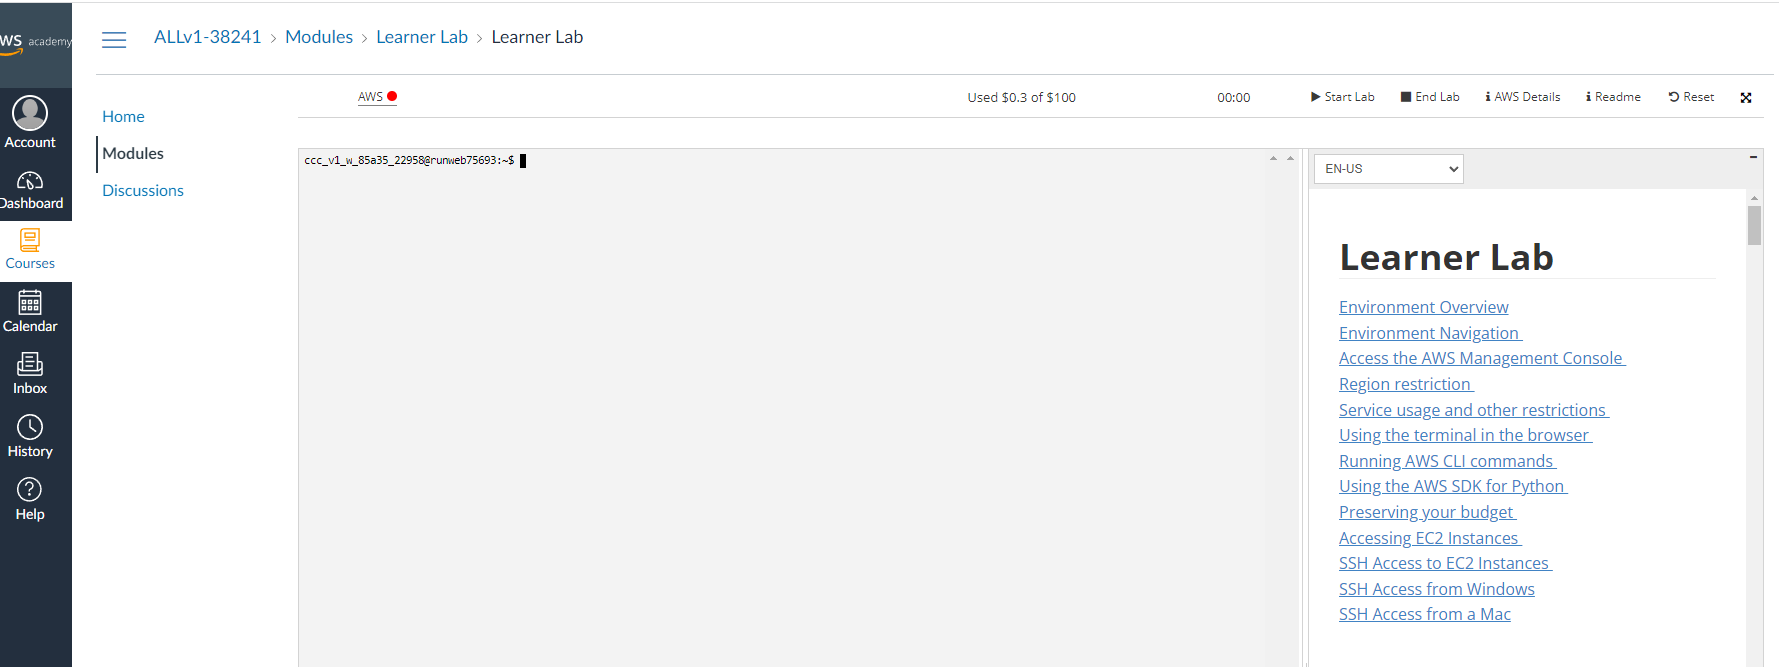 WS academy
Account
Dashboard
Courses
Calendar
Inbox
History
Help
ALLv1-38241 > Modules > Learner Lab > Learner Lab
Home
Modules
Discussions
AWS
Used $0.3 of $100
00:00
Start Lab
End Lab
AWS Details
Readme
Reset
ccc_v1_w_85a35_22958@runweb75693:~$
EN-US
Learner Lab
Environment Overview
Environment Navigation
Access the AWS Management Console
Region restriction
Service usage and other restrictions
Using the terminal in the browser
Running AWS CLI commands
Using the AWS SDK for Python
Preserving your budget
Accessing EC2 Instances
SSH Access to EC2 Instances
SSH Access from Windows
SSH Access from a Mac